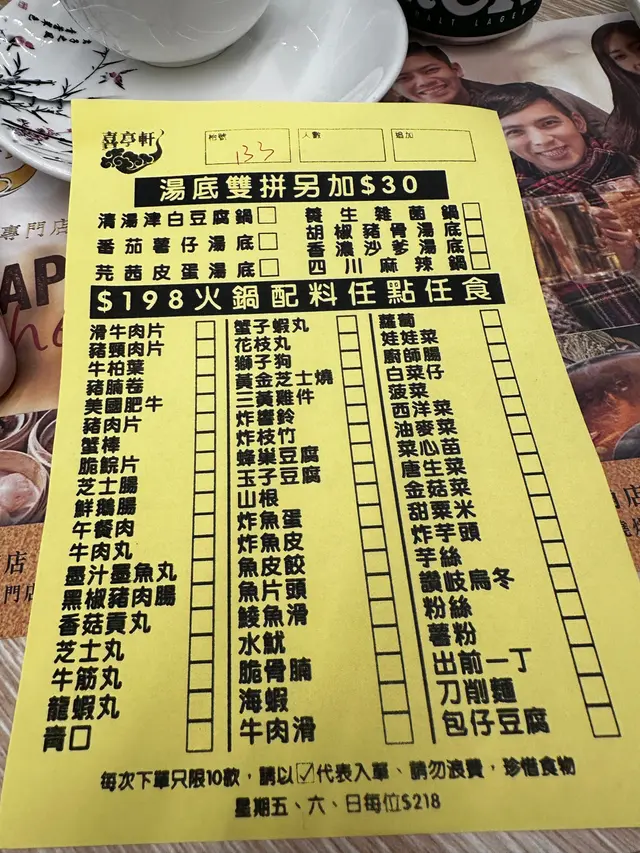 喜亭軒
枱號
133
人數
追加
湯底雙拼另加$30
清湯津白豆腐鍋
番茄薯仔湯底
芫茜皮蛋湯底
養生雜菌鍋
胡椒豬骨湯底
香濃沙爹湯底
四川麻辣鍋
$198火鍋配料任點任食
滑牛肉片
豬頸肉片
牛柏葉
豬腩卷
美國肥牛
豬肉片
蟹棒
脆鯇片
芝士腸
鮮鵝腸
午餐肉
牛肉丸
墨汁墨魚丸
黑椒豬肉腸
香菇貢丸
芝士丸
牛筋丸
龍蝦丸
青口
蟹子蝦丸
花枝丸
獅子狗
黃金芝士燒
三黃雞件
炸響鈴
炸枝竹
蜂巢豆腐
玉子豆腐
山根
炸魚蛋
炸魚皮
魚皮餃
魚片頭
鯪魚滑
水魷
脆骨腩
海蝦
牛肉滑
蘿蔔
娃娃菜
廚師腸
白菜仔
菠菜
西洋菜
油麥菜
菜心苗
唐生菜
金菇菜
甜粟米
炸芋頭
芋絲
讚岐烏冬
粉絲
薯粉
出前一丁
刀削麵
包仔豆腐
每次下單只限10款，請以☑代表入單、請勿浪費，珍惜食物
星期五、六、日每位$218
專門店
AP
店
門店
店
LAGER